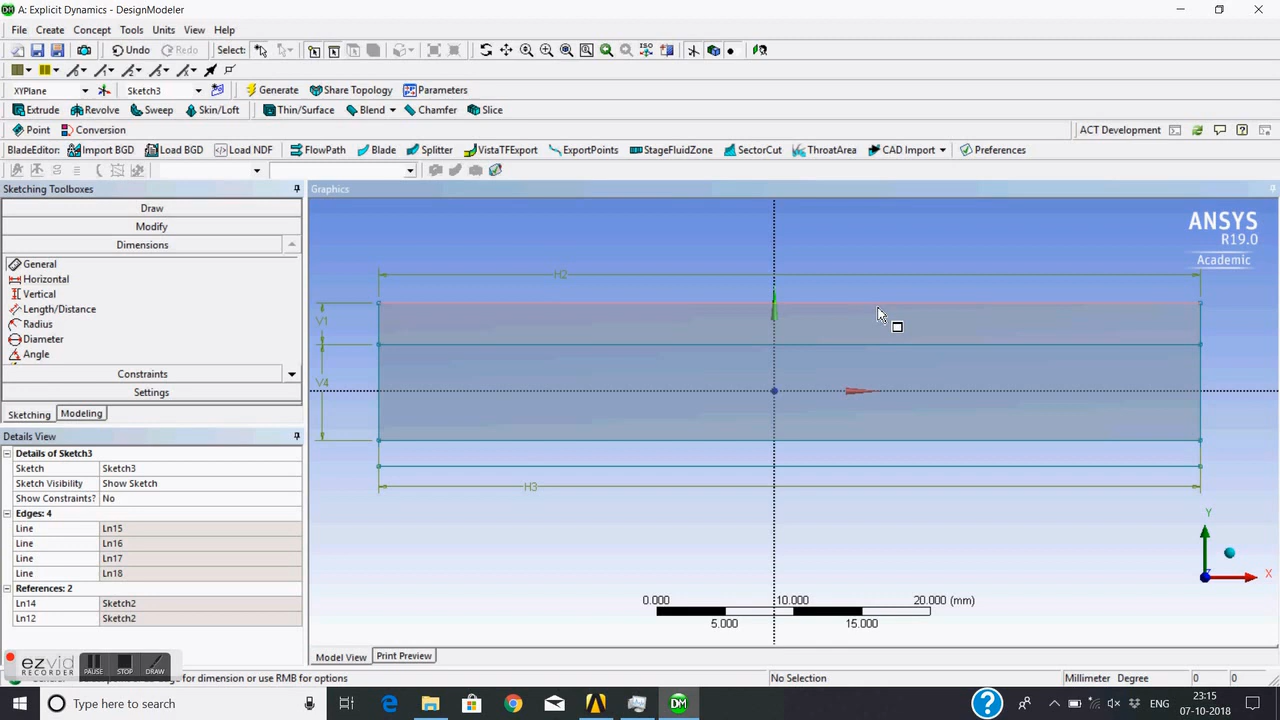 A: Explicit Dynamics - DesignModeler
File Create Concept Tools Units View Help
Undo Redo Select:
XYPlane Sketch3 Generate Share Topology Parameters
Extrude Revolve Sweep Skin/Loft Thin/Surface Blend Chamfer Slice
Point Conversion ACT Development
BladeEditor: Import BGD Load BGD Load NDF FlowPath Blade Splitter VistaTFExport ExportPoints StageFluidZone SectorCut ThroatArea CAD Import Preferences
Sketching Toolboxes
Graphics
Draw
Modify
Dimensions
General
Horizontal
Vertical
Length/Distance
Radius
Diameter
Angle
Constraints
Settings
Sketching Modeling
Details View
Details of Sketch3
Sketch Sketch3
Sketch Visibility Show Sketch
Show Constraints? No
Edges: 4
Line Ln15
Line Ln16
Line Ln17
Line Ln18
References: 2
Ln14 Sketch2
Ln12 Sketch2
ANSYS
R19.0
Academic
H2
V1
V4
H3
Y
X
0.000 10.000 20.000 (mm)
5.000 15.000
Model View Print Preview
ezvid
RECORDER
PAUSE STOP DRAW
edge for dimension or use RMB for options
No Selection
Millimeter Degree 0 0
Type here to search
DM
ENG
23:15
07-10-2018